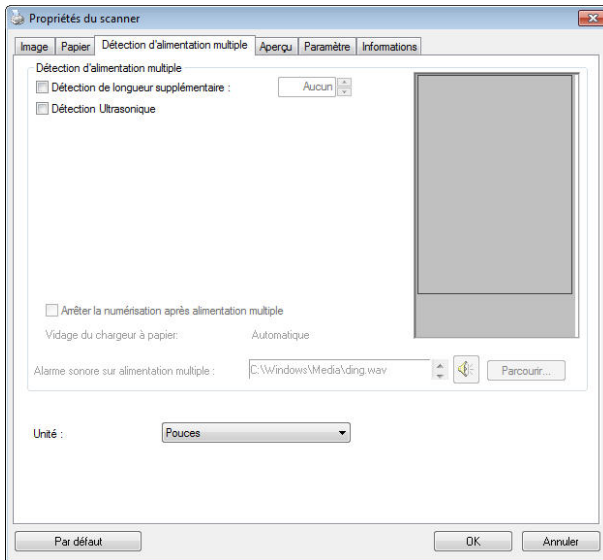 Propriétés du scanner
Image Papier Détection d'alimentation multiple Aperçu Paramètre Informations
Détection d'alimentation multiple
Détection de longueur supplémentaire : Aucun
Détection Ultrasonique
Arrêter la numérisation après alimentation multiple
Vidage du chargeur à papier: Automatique
Alarme sonore sur alimentation multiple : C:\Windows\Media\ding.wav Parcourir...
Unité : Pouces
Par défaut OK Annuler